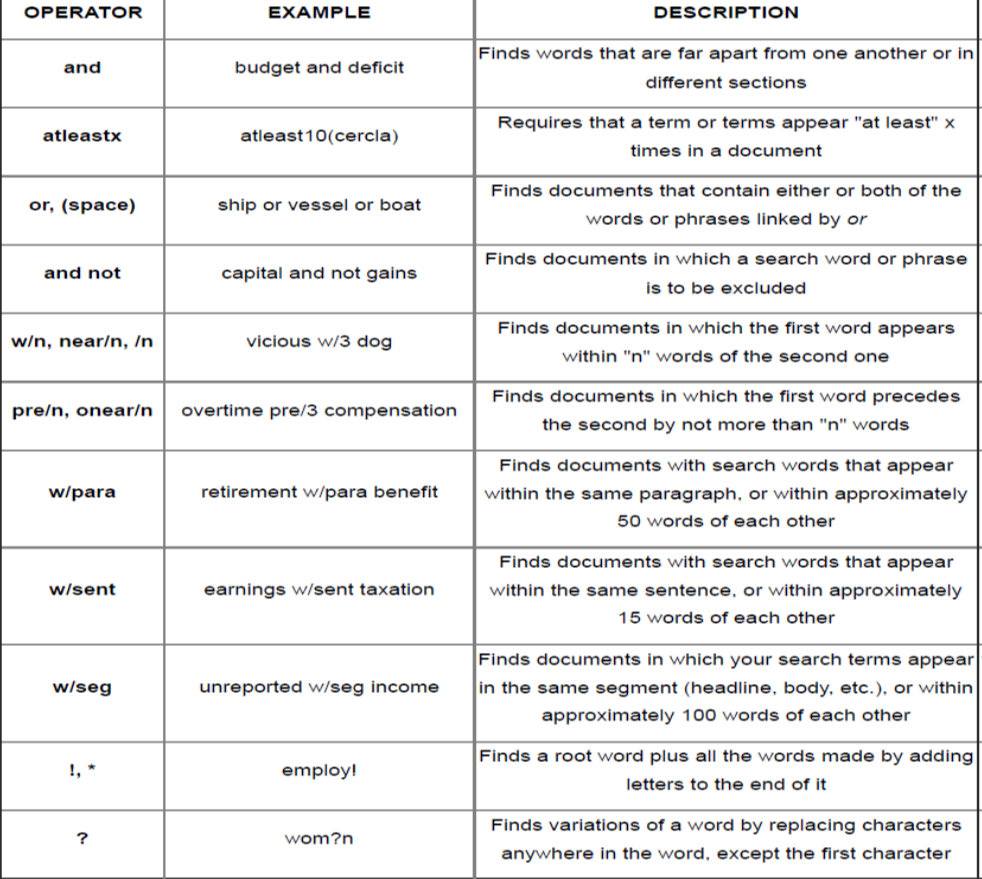 OPERATOR EXAMPLE DESCRIPTION
and budget and deficit Finds words that are far apart from one another or in
different sections
atleastx atleast10(cercla) Requires that a term or terms appear "at least" x
times in a document
or, (space) ship or vessel or boat Finds documents that contain either or both of the
words or phrases linked by or
and not capital and not gains Finds documents in which a search word or phrase
is to be excluded
w/n, near/n, /n vicious w/3 dog Finds documents in which the first word appears
within "n" words of the second one
pre/n, onear/n overtime pre/3 compensation Finds documents in which the first word precedes
the second by not more than "n" words
w/para retirement w/para benefit Finds documents with search words that appear
within the same paragraph, or within approximately
50 words of each other
w/sent earnings w/sent taxation Finds documents with search words that appear
within the same sentence, or within approximately
15 words of each other
w/seg unreported w/seg income Finds documents in which your search terms appear
in the same segment (headline, body, etc.), or within
approximately 100 words of each other
!, * employ! Finds a root word plus all the words made by adding
letters to the end of it
? wom?n Finds variations of a word by replacing characters
anywhere in the word, except the first character